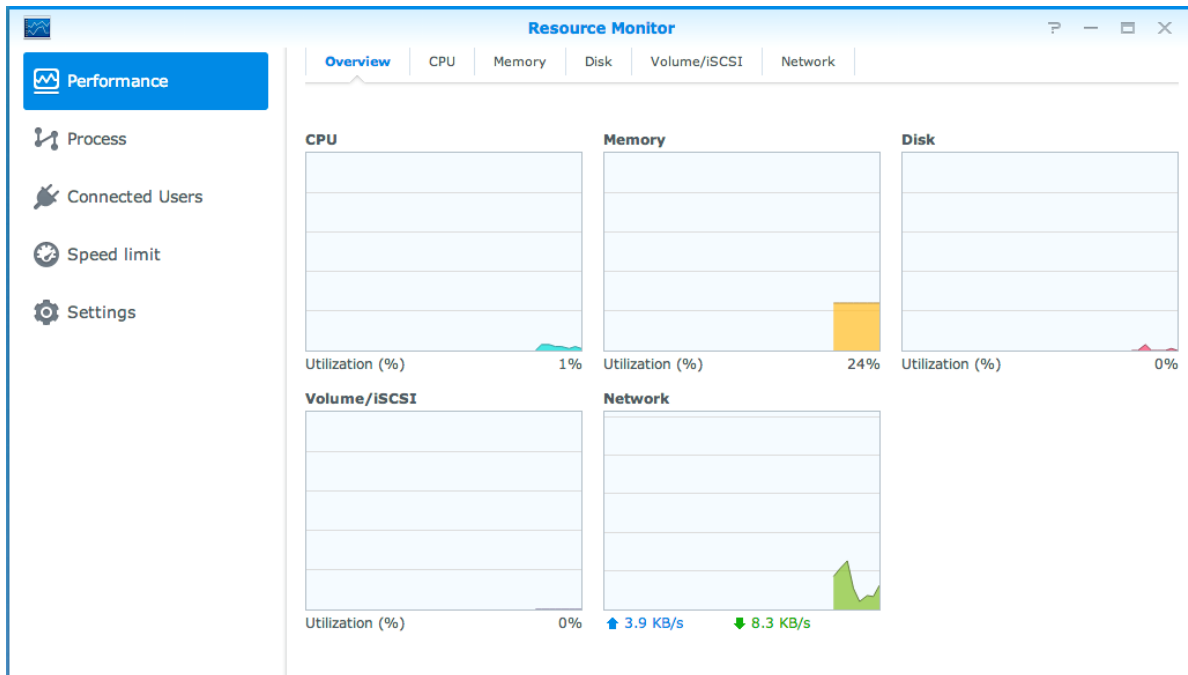 Resource Monitor
?
Performance
Process
Connected Users
Speed limit
Settings
Overview CPU Memory Disk Volume/iSCSI Network
CPU
Utilization (%) 1%
Memory
Utilization (%) 24%
Disk
Utilization (%) 0%
Volume/iSCSI
Utilization (%) 0%
Network
3.9 KB/s 8.3 KB/s